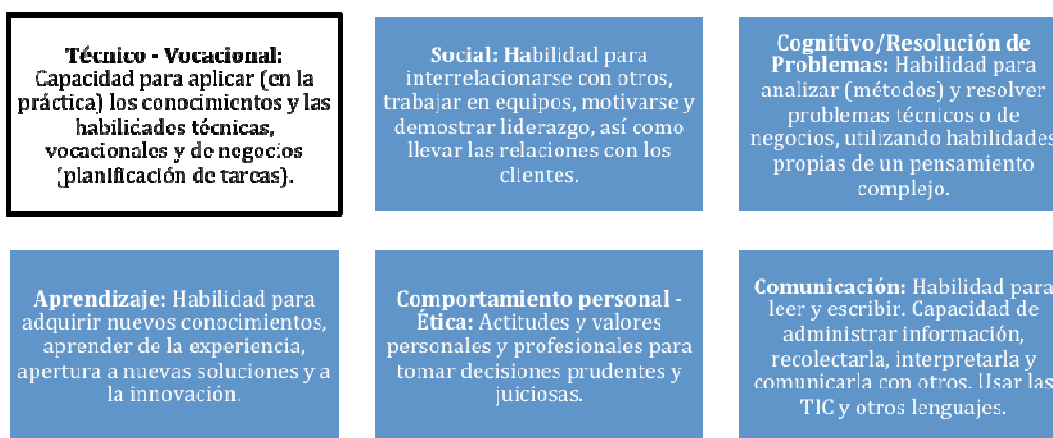 Técnico - Vocacional:
Capacidad para aplicar (en la
práctica) los conocimientos y las
habilidades técnicas,
vocacionales y de negocios
(planificación de tareas).
Social: Habilidad para
interrelacionarse con otros,
trabajar en equipos, motivarse y
demostrar liderazgo, así como
llevar las relaciones con los
clientes.
Cognitivo/Resolución de
Problemas: Habilidad para
analizar (métodos) y resolver
problemas técnicos o de
negocios, utilizando habilidades
propias de un pensamiento
complejo.
Aprendizaje: Habilidad para
adquirir nuevos conocimientos,
aprender de la experiencia,
apertura a nuevas soluciones y a
la innovación.
Comportamiento personal -
Ética: Actitudes y valores
personales y profesionales para
tomar decisiones prudentes y
juiciosas.
Comunicación: Habilidad para
leer y escribir. Capacidad de
administrar información,
recolectarla, interpretarla y
comunicarla con otros. Usar las
TIC y otros lenguajes.